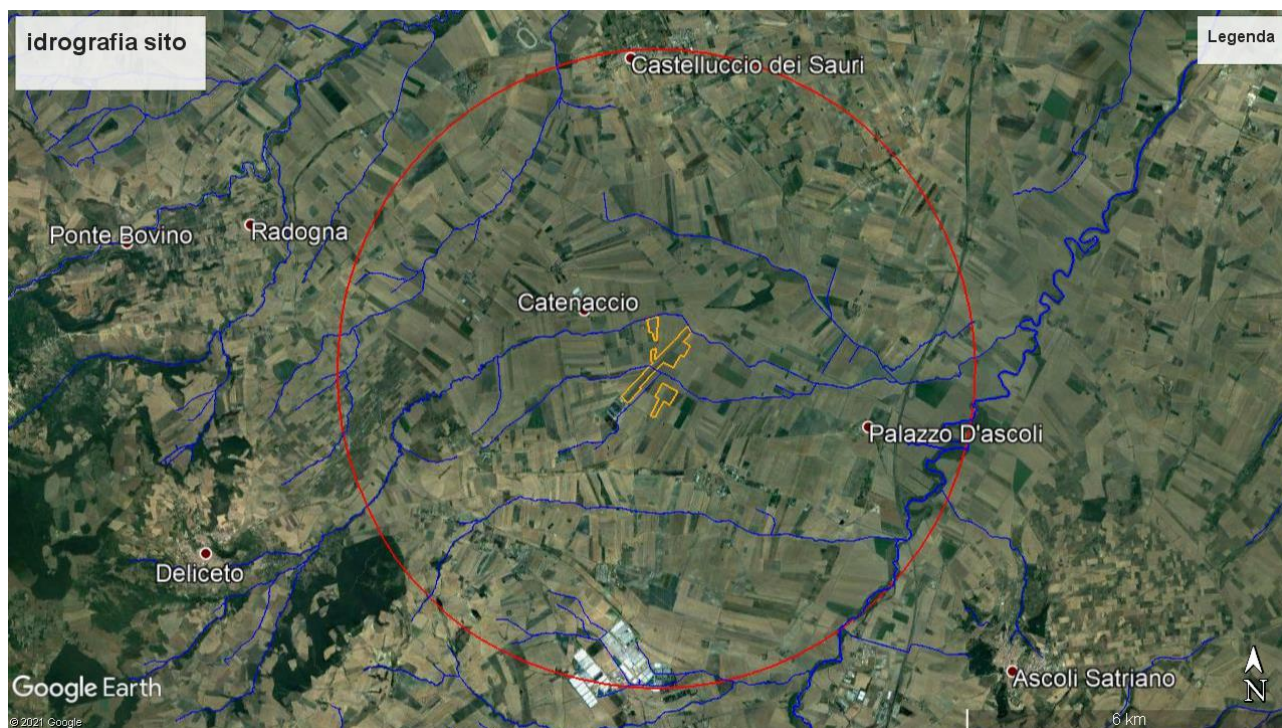 idrografia sito
Legenda
Castelluccio dei Sauri
Ponte Bovino
Radogna
Catenaccio
Palazzo D'ascoli
Deliceto
Ascoli Satriano
Google Earth
N
© 2021 Google
6 km